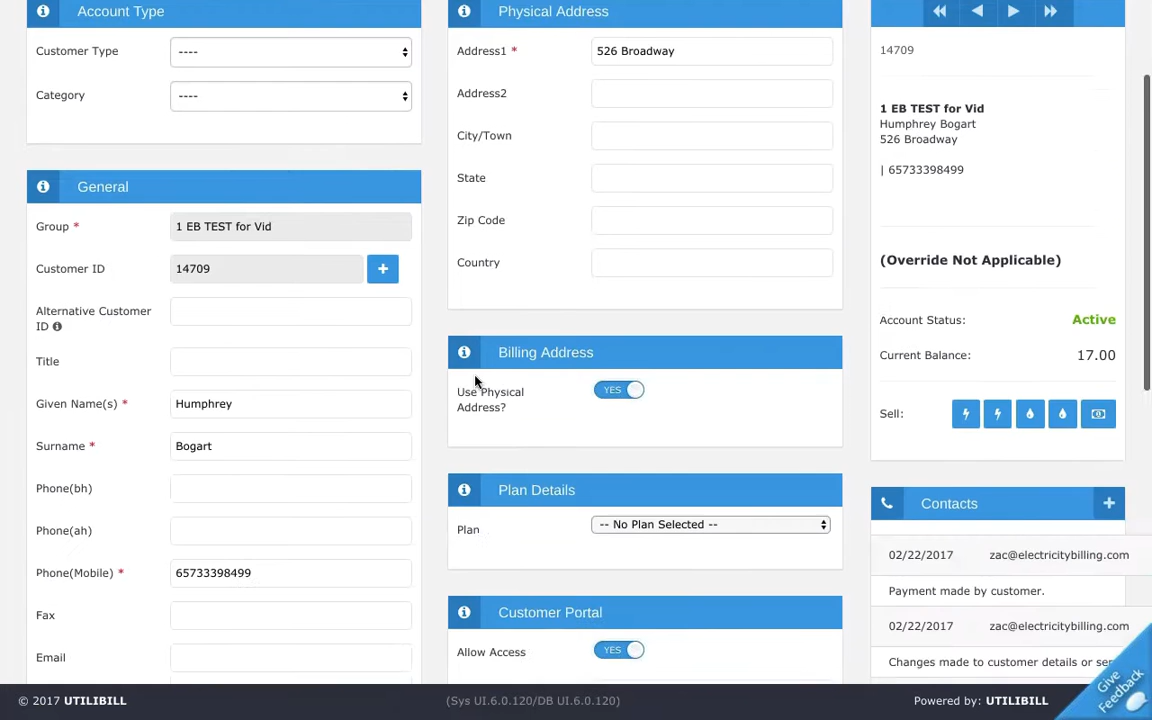 Account Type
Customer Type
----
Category
----
General
Group *
1 EB TEST for Vid
Customer ID
14709
+
Alternative Customer
ID
Title
Given Name(s) *
Humphrey
Surname *
Bogart
Phone(bh)
Phone(ah)
Phone(Mobile) *
65733398499
Fax
Email
Physical Address
Address1 *
526 Broadway
Address2
City/Town
State
Zip Code
Country
Billing Address
Use Physical
Address?
YES
Plan Details
Plan
-- No Plan Selected --
Customer Portal
Allow Access
YES
14709
1 EB TEST for Vid
Humphrey Bogart
526 Broadway
| 65733398499
(Override Not Applicable)
Account Status:
Active
Current Balance:
17.00
Sell:
Contacts
+
02/22/2017
zac@electricitybilling.com
Payment made by customer.
02/22/2017
zac@electricitybilling.com
Changes made to customer details or
Give
Feedback
© 2017 UTILIBILL
(Sys UI.6.0.120/DB UI.6.0.120)
Powered by: UTILIBILL